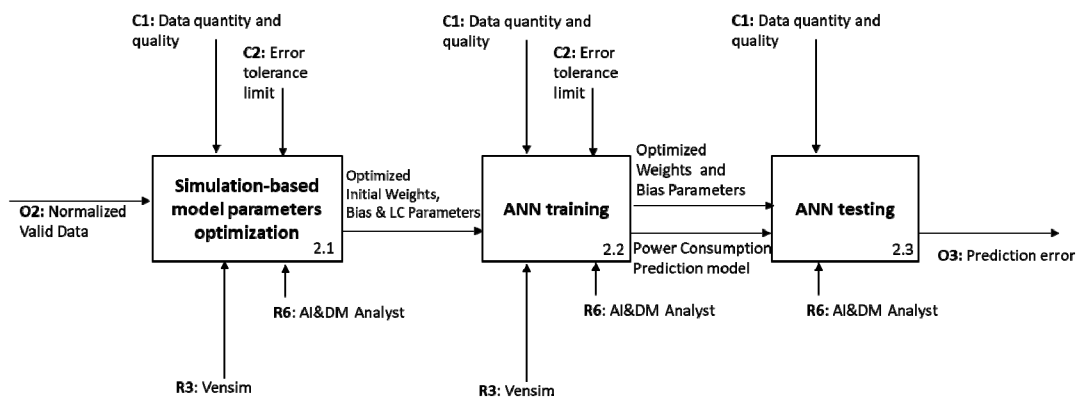 C1: Data quantity and
quality
C2: Error
tolerance
limit
C1: Data quantity and
quality
C2: Error
tolerance
limit
C1: Data quantity and
quality
O2: Normalized
Valid Data
Simulation-based
model parameters
optimization
2.1
Optimized
Initial Weights,
Bias & LC Parameters
ANN training
2.2
Optimized
Weights and
Bias Parameters
Power Consumption
Prediction model
ANN testing
2.3
O3: Prediction error
R6: AI&DM Analyst
R3: Vensim
R6: AI&DM Analyst
R3: Vensim
R6: AI&DM Analyst